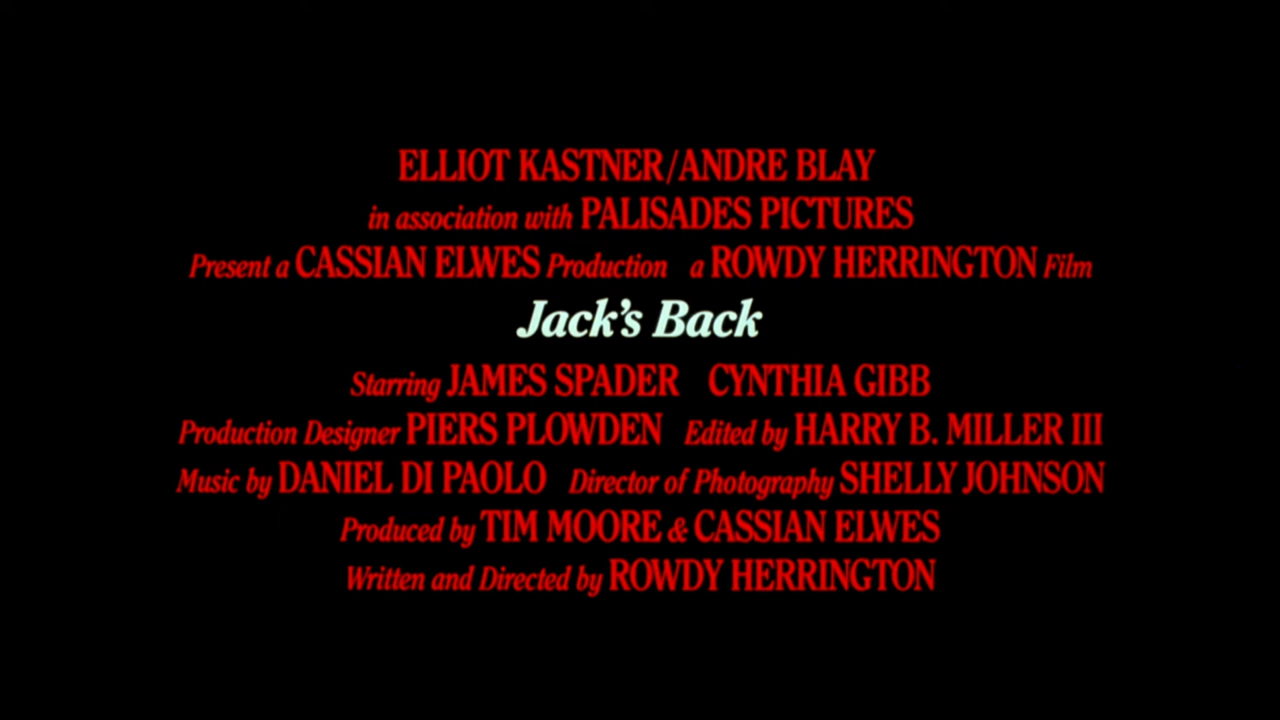 ELLIOT KASTNER/ANDRE BLAY
in association with PALISADES PICTURES
Present a CASSIAN ELWES Production a ROWDY HERRINGTON Film
Jack's Back
Starring JAMES SPADER CYNTHIA GIBB
Production Designer PIERS PLOWDEN Edited by HARRY B. MILLER III
Music by DANIEL DI PAOLO Director of Photography SHELLY JOHNSON
Produced by TIM MOORE & CASSIAN ELWES
Written and Directed by ROWDY HERRINGTON